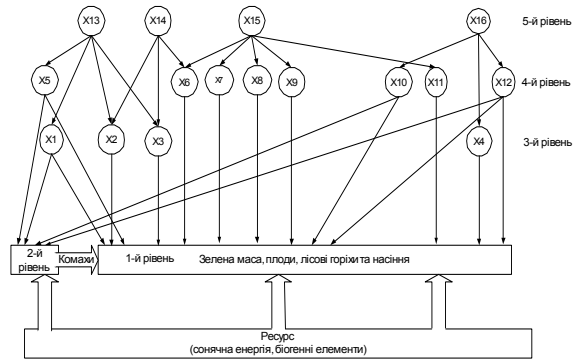 X13 X14 X15 X16 5-й рівень
X5 X6 X7 X8 X9 X10 X11 X12 4-й рівень
X1 X2 X3 X4 3-й рівень
2-й рівень
Комахи
1-й рівень Зелена маса, плоди, лісові горіхи та насіння
Ресурс
(сонячна енергія, біогенні елементи)